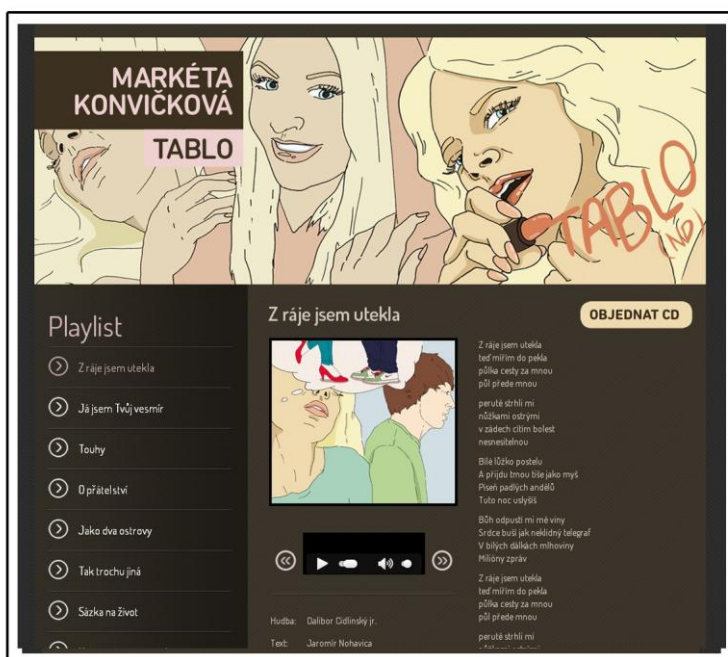 MARKÉTA
KONVIČKOVÁ
TABLO
TABLO
(ND)
Playlist
Z ráje jsem utekla
Já jsem Tvůj vesmír
Touhy
O přátelství
Jako dva ostrovy
Tak trochu jiná
Sázka na život
Z ráje jsem utekla
Hudba: Dalibor Cidlinský jr.
Text: Jaromír Nohavica
OBJEDNAT CD
Z ráje jsem utekla
teď mířím do pekla
půlka cesty za mnou
půl přede mnou
perutě strhli mi
nůžkami ostrými
v zádech cítím bolest
nesnesitelnou
Bílé lůžko postelu
A přijdu tmou tiše jako myš
Píseň padlých andělů
Tuto noc uslyšíš
Bůh odpustí mi mé viny
Srdce buší jak neklidný telegraf
V bílých dálkách mlhoviny
Milióny zpráv
Z ráje jsem utekla
teď mířím do pekla
půlka cesty za mnou
půl přede mnou
perutě strhli mi